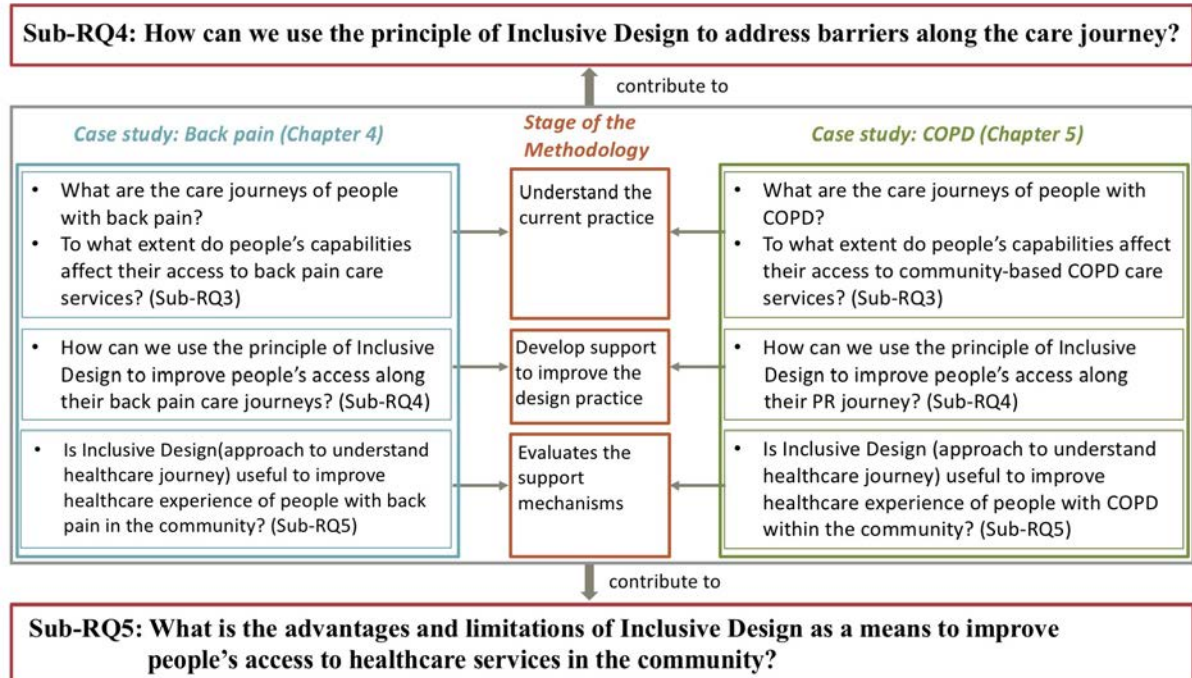 Sub-RQ4: How can we use the principle of Inclusive Design to address barriers along the care journey?
contribute to
Case study: Back pain (Chapter 4)
• What are the care journeys of people
with back pain?
• To what extent do people's capabilities
affect their access to back pain care
services? (Sub-RQ3)
• How can we use the principle of Inclusive
Design to improve people's access along
their back pain care journeys? (Sub-RQ4)
• Is Inclusive Design(approach to understand
healthcare journey) useful to improve
healthcare experience of people with back
pain in the community? (Sub-RQ5)
Stage of the
Methodology
Understand the
current practice
Develop support
to improve the
design practice
Evaluates the
support
mechanisms
Case study: COPD (Chapter 5)
• What are the care journeys of people with
COPD?
• To what extent do people's capabilities affect
their access to community-based COPD care
services? (Sub-RQ3)
• How can we use the principle of Inclusive
Design to improve people's access along
their PR journey? (Sub-RQ4)
• Is Inclusive Design (approach to understand
healthcare journey) useful to improve
healthcare experience of people with COPD
within the community? (Sub-RQ5)
contribute to
Sub-RQ5: What is the advantages and limitations of Inclusive Design as a means to improve
people's access to healthcare services in the community?